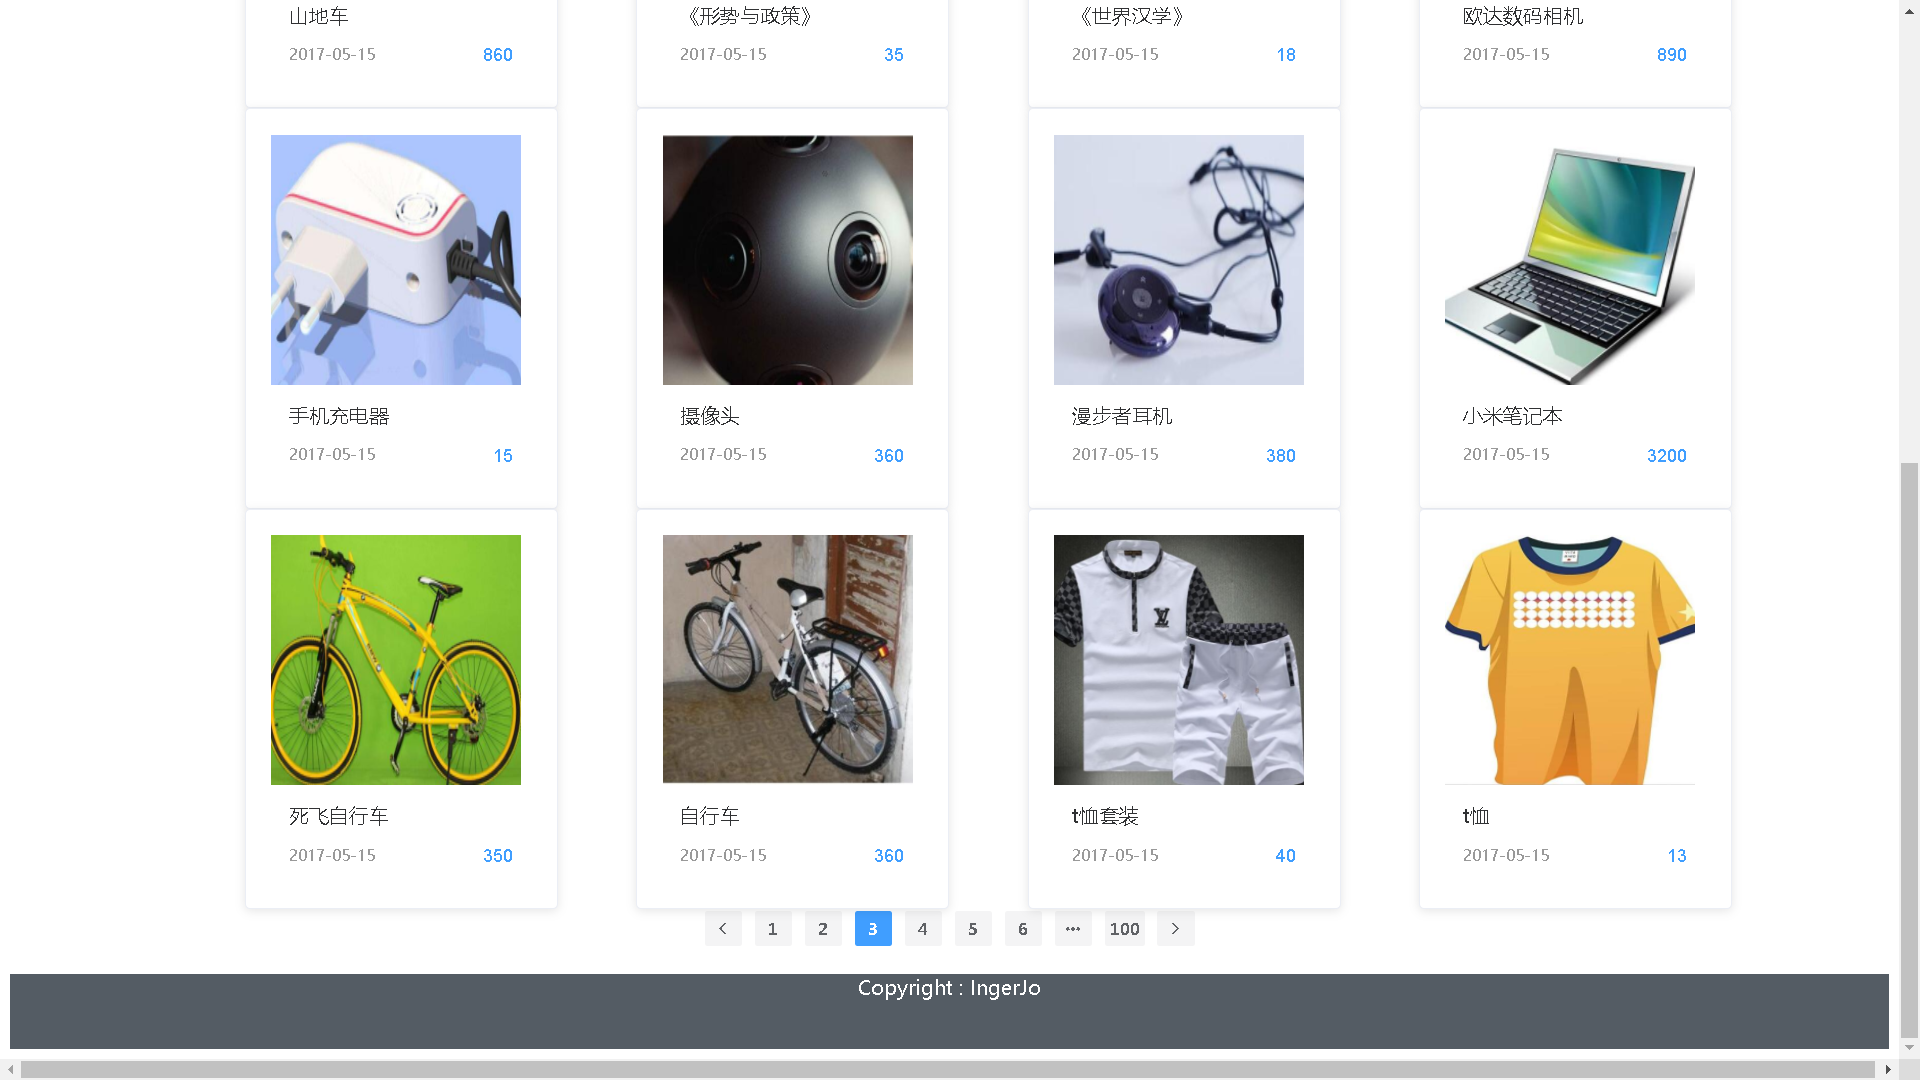 山地车
2017-05-15 860
《形势与政策》
2017-05-15 35
《世界汉学》
2017-05-15 18
欧达数码相机
2017-05-15 890
手机充电器
2017-05-15 15
摄像头
2017-05-15 360
漫步者耳机
2017-05-15 380
小米笔记本
2017-05-15 3200
死飞自行车
2017-05-15 350
自行车
2017-05-15 360
t恤套装
2017-05-15 40
t恤
2017-05-15 13
1 2 3 4 5 6 ··· 100
Copyright : IngerJo